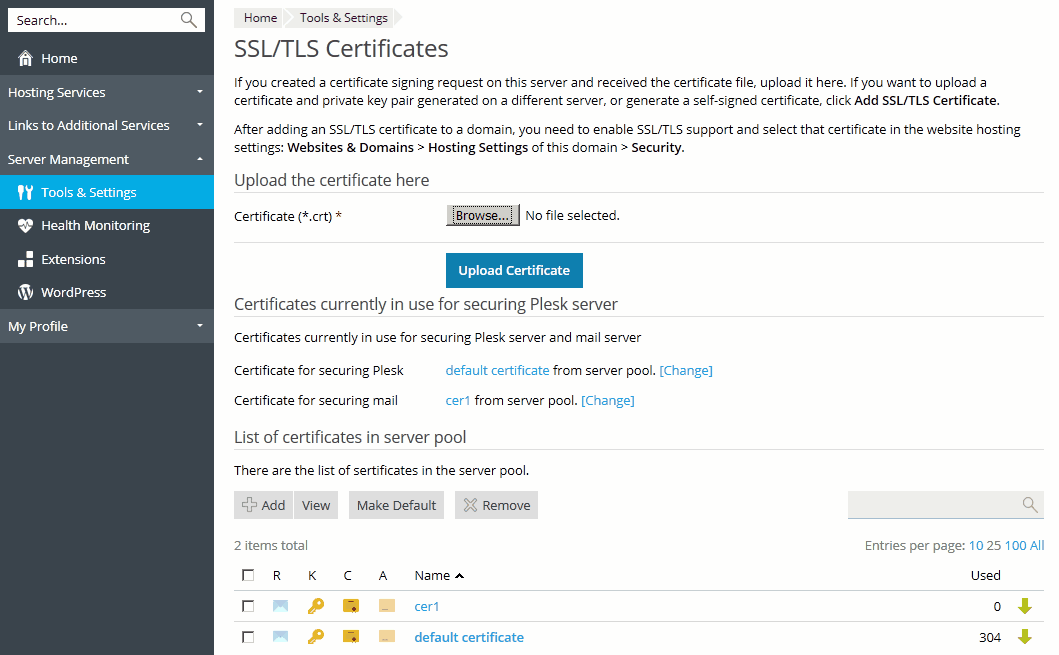 Search...
Home
Hosting Services
Links to Additional Services
Server Management
Tools & Settings
Health Monitoring
Extensions
WordPress
My Profile
Home Tools & Settings
SSL/TLS Certificates
If you created a certificate signing request on this server and received the certificate file, upload it here. If you want to upload a
certificate and private key pair generated on a different server, or generate a self-signed certificate, click Add SSL/TLS Certificate.
After adding an SSL/TLS certificate to a domain, you need to enable SSL/TLS support and select that certificate in the website hosting
settings: Websites & Domains > Hosting Settings of this domain > Security.
Upload the certificate here
Certificate (*.crt) * Browse... No file selected.
Upload Certificate
Certificates currently in use for securing Plesk server
Certificates currently in use for securing Plesk server and mail server
Certificate for securing Plesk default certificate from server pool. [Change]
Certificate for securing mail cer1 from server pool. [Change]
List of certificates in server pool
There are the list of sertificates in the server pool.
Add View Make Default Remove
2 items total Entries per page: 10 25 100 All
R K C A Name Used
cer1 0
default certificate 304